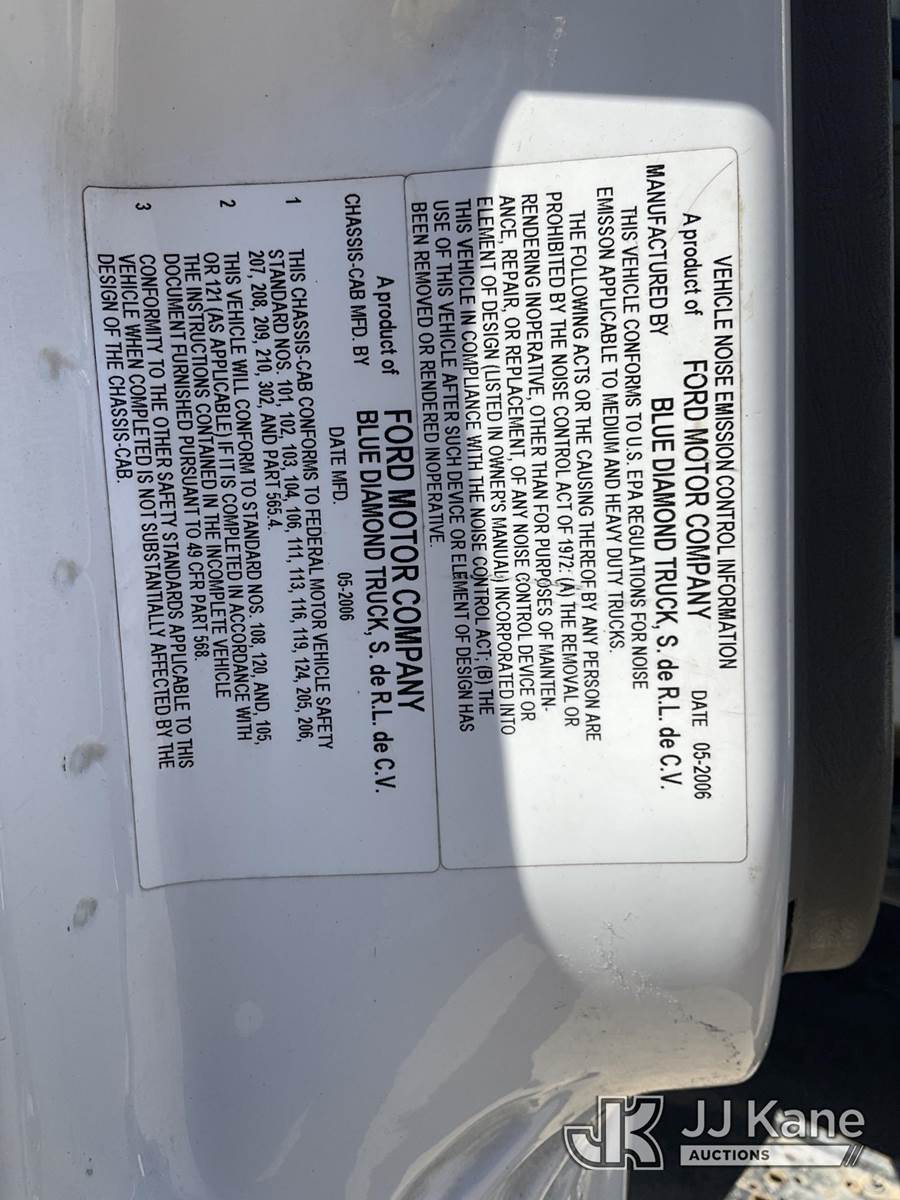 VEHICLE NOISE EMISSION CONTROL INFORMATION
A product of FORD MOTOR COMPANY DATE 05-2006
MANUFACTURED BY BLUE DIAMOND TRUCK, S. de R.L. de C.V.
THIS VEHICLE CONFORMS TO U.S. EPA REGULATIONS FOR NOISE
EMISSON APPLICABLE TO MEDIUM AND HEAVY DUTY TRUCKS.
THE FOLLOWING ACTS OR THE CAUSING THEREOF BY ANY PERSON ARE
PROHIBITED BY THE NOISE CONTROL ACT OF 1972: (A) THE REMOVAL OR
RENDERING INOPERATIVE, OTHER THAN FOR PURPOSES OF MAINTEN-
ANCE, REPAIR, OR REPLACEMENT, OF ANY NOISE CONTROL DEVICE OR
ELEMENT OF DESIGN (LISTED IN OWNER'S MANUAL) INCORPORATED INTO
THIS VEHICLE IN COMPLIANCE WITH THE NOISE CONTROL ACT; (B) THE
USE OF THIS VEHICLE AFTER SUCH DEVICE OR ELEMENT OF DESIGN HAS
BEEN REMOVED OR RENDERED INOPERATIVE.
A product of FORD MOTOR COMPANY
CHASSIS-CAB MFD. BY BLUE DIAMOND TRUCK, S. de R.L. de C.V.
DATE MFD. 05-2006
1 THIS CHASSIS-CAB CONFORMS TO FEDERAL MOTOR VEHICLE SAFETY
STANDARD NOS. 101, 102, 103, 104, 106, 111, 113, 116, 119, 124, 205, 206,
207, 208, 209, 210, 302, AND PART 565.4.
2 THIS VEHICLE WILL CONFORM TO STANDARD NOS. 108, 120, AND, 105,
OR 121 (AS APPLICABLE) IF IT IS COMPLETED IN ACCORDANCE WITH
THE INSTRUCTIONS CONTAINED IN THE INCOMPLETE VEHICLE
DOCUMENT FURNISHED PURSUANT TO 49 CFR PART 568.
3 CONFORMITY TO THE OTHER SAFETY STANDARDS APPLICABLE TO THIS
VEHICLE WHEN COMPLETED IS NOT SUBSTANTIALLY AFFECTED BY THE
DESIGN OF THE CHASSIS-CAB.
JK JJ Kane
AUCTIONS